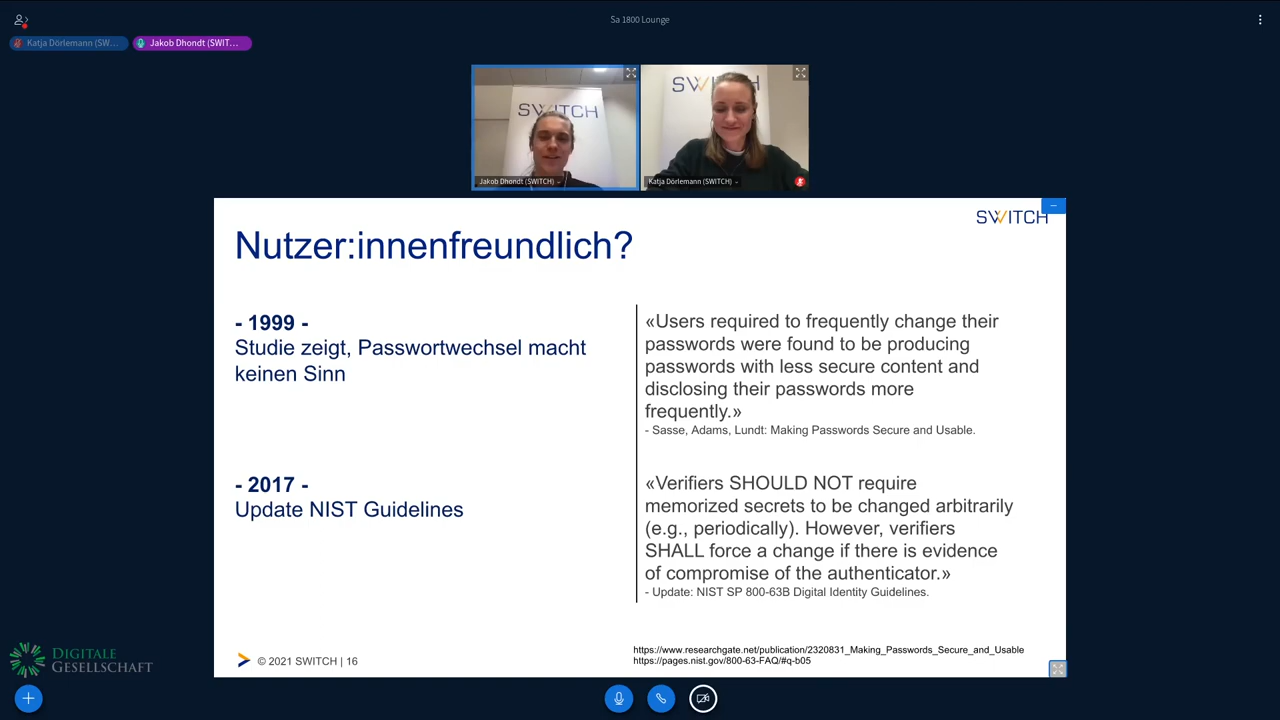 Sa 1800 Lounge
Katja Dörlemann (SW...
Jakob Dhondt (SWIT...
SWITCH
SWITCH
Jakob Dhondt (SWITCH)
Katja Dörlemann (SWITCH)
SWITCH
Nutzer:innenfreundlich?
- 1999 -
Studie zeigt, Passwortwechsel macht
keinen Sinn
«Users required to frequently change their
passwords were found to be producing
passwords with less secure content and
disclosing their passwords more
frequently.»
- Sasse, Adams, Lundt: Making Passwords Secure and Usable.
- 2017 -
Update NIST Guidelines
«Verifiers SHOULD NOT require
memorized secrets to be changed arbitrarily
(e.g., periodically). However, verifiers
SHALL force a change if there is evidence
of compromise of the authenticator.»
- Update: NIST SP 800-63B Digital Identity Guidelines.
https://www.researchgate.net/publication/2320831_Making_Passwords_Secure_and_Usable
https://pages.nist.gov/800-63-FAQ/#q-b05
© 2021 SWITCH | 16
DIGITALE
GESELLSCHAFT